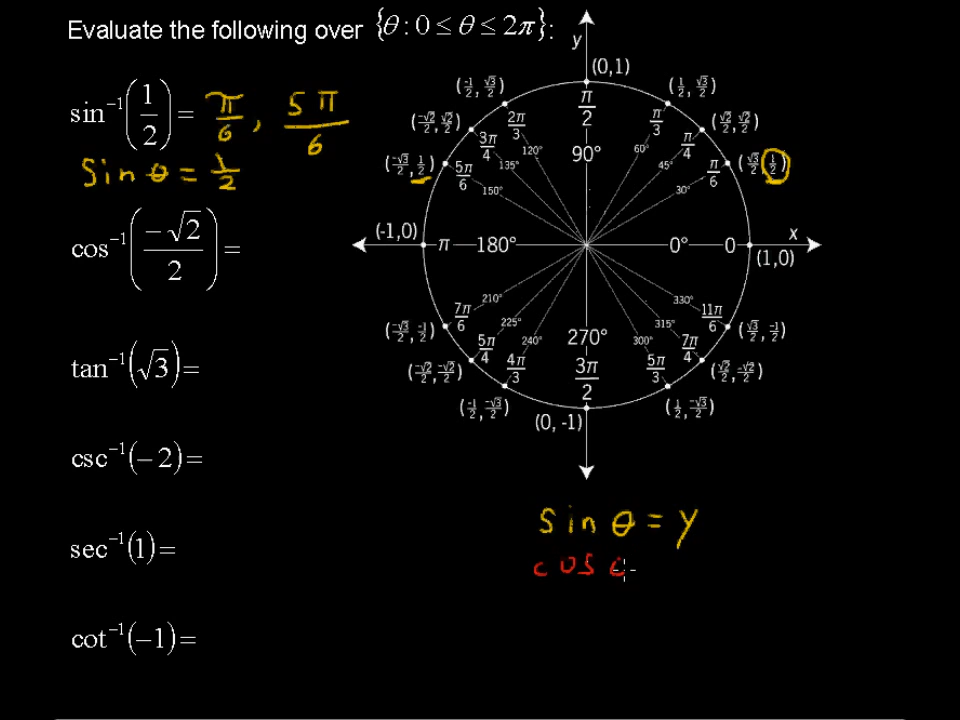 Evaluate the following over {θ : 0 ≤ θ ≤ 2π}:
sin⁻¹(1/2) = π/6, 5π/6
sin θ = 1/2
cos⁻¹(-√2/2) =
tan⁻¹(√3) =
csc⁻¹(-2) =
sec⁻¹(1) =
cot⁻¹(-1) =
y
(0,1)
(-1/2, √3/2) (1/2, √3/2)
π/2
2π/3 π/3
(-√2/2, √2/2) (√2/2, √2/2)
3π/4 120° 90° 60° π/4
(-√3/2, 1/2) 135° 45° (√3/2, 1/2)
5π/6 150° 30° π/6
(-1,0) π 180° 0° 0 x
(1,0)
7π/6 210° 330° 11π/6
(-√3/2, -1/2) 225° 315° (√3/2, -1/2)
5π/4 240° 270° 300° 7π/4
(-√2/2, -√2/2) (√2/2, -√2/2)
4π/3 3π/2 5π/3
(-1/2, -√3/2) (1/2, -√3/2)
(0, -1)
sin θ = y
cos